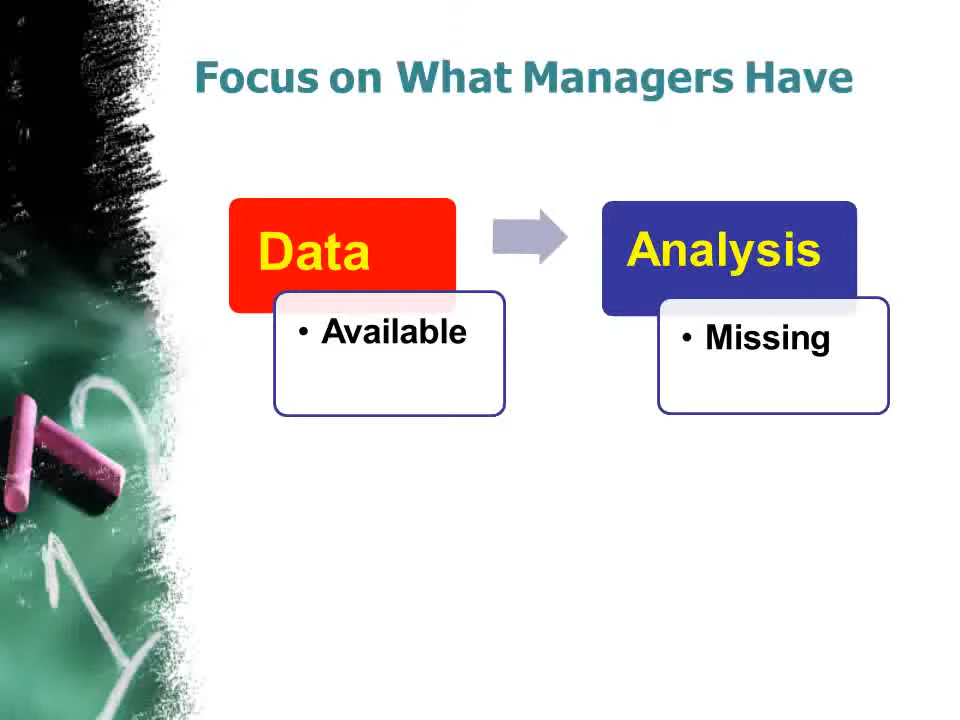 Focus on What Managers Have
Data
• Available
Analysis
• Missing